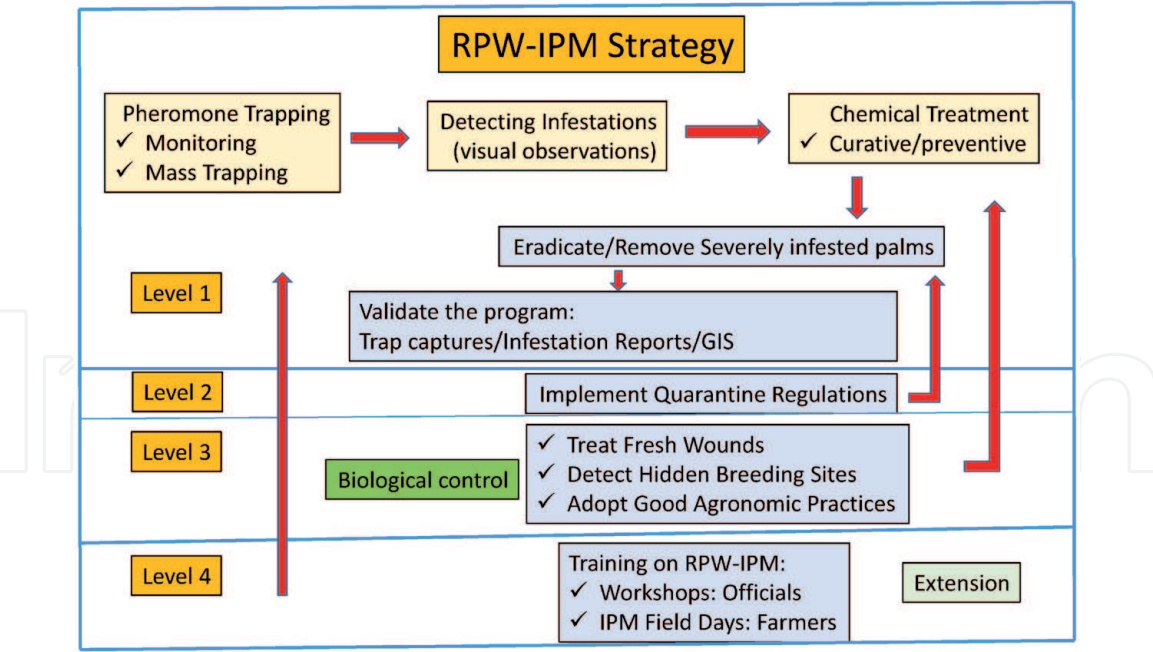 RPW-IPM Strategy
Pheromone Trapping
✓ Monitoring
✓ Mass Trapping
Detecting Infestations
(visual observations)
Chemical Treatment
✓ Curative/preventive
Eradicate/Remove Severely infested palms
Level 1
Validate the program:
Trap captures/Infestation Reports/GIS
Level 2
Implement Quarantine Regulations
Level 3
Biological control
✓ Treat Fresh Wounds
✓ Detect Hidden Breeding Sites
✓ Adopt Good Agronomic Practices
Level 4
Training on RPW-IPM:
✓ Workshops: Officials
✓ IPM Field Days: Farmers
Extension